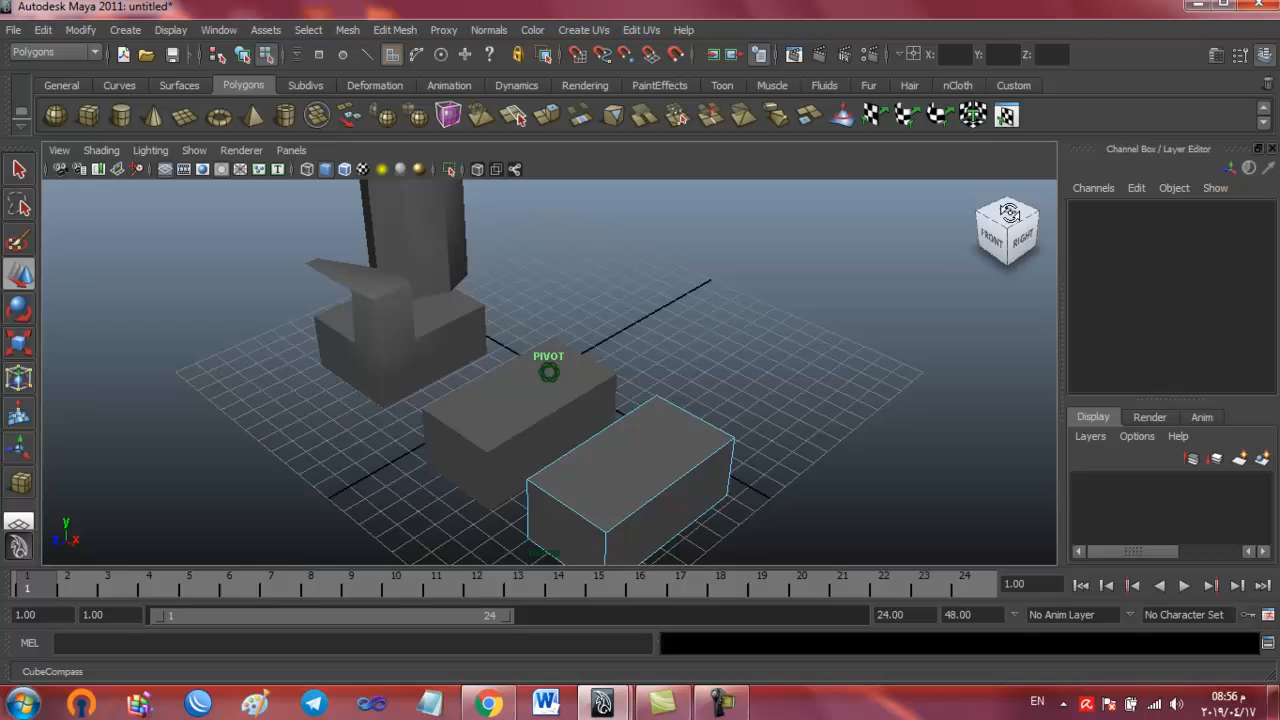 Autodesk Maya 2011: untitled*
File Edit Modify Create Display Window Assets Select Mesh Edit Mesh Proxy Normals Color Create UVs Edit UVs Help
Polygons X: Y: Z:
General Curves Surfaces Polygons Subdivs Deformation Animation Dynamics Rendering PaintEffects Toon Muscle Fluids Fur Hair nCloth Custom
View Shading Lighting Show Renderer Panels
Channel Box / Layer Editor
Channels Edit Object Show
FRONT RIGHT
PIVOT
Display Render Anim
Layers Options Help
y
z x
1 2 3 4 5 6 7 8 9 10 11 12 13 14 15 16 17 18 19 20 21 22 23 24
1 1.00
1.00 1.00 1 24 24.00 48.00 No Anim Layer No Character Set
MEL
CubeCompass
EN
08:56 م
٢٠١٩/٠٤/١٧